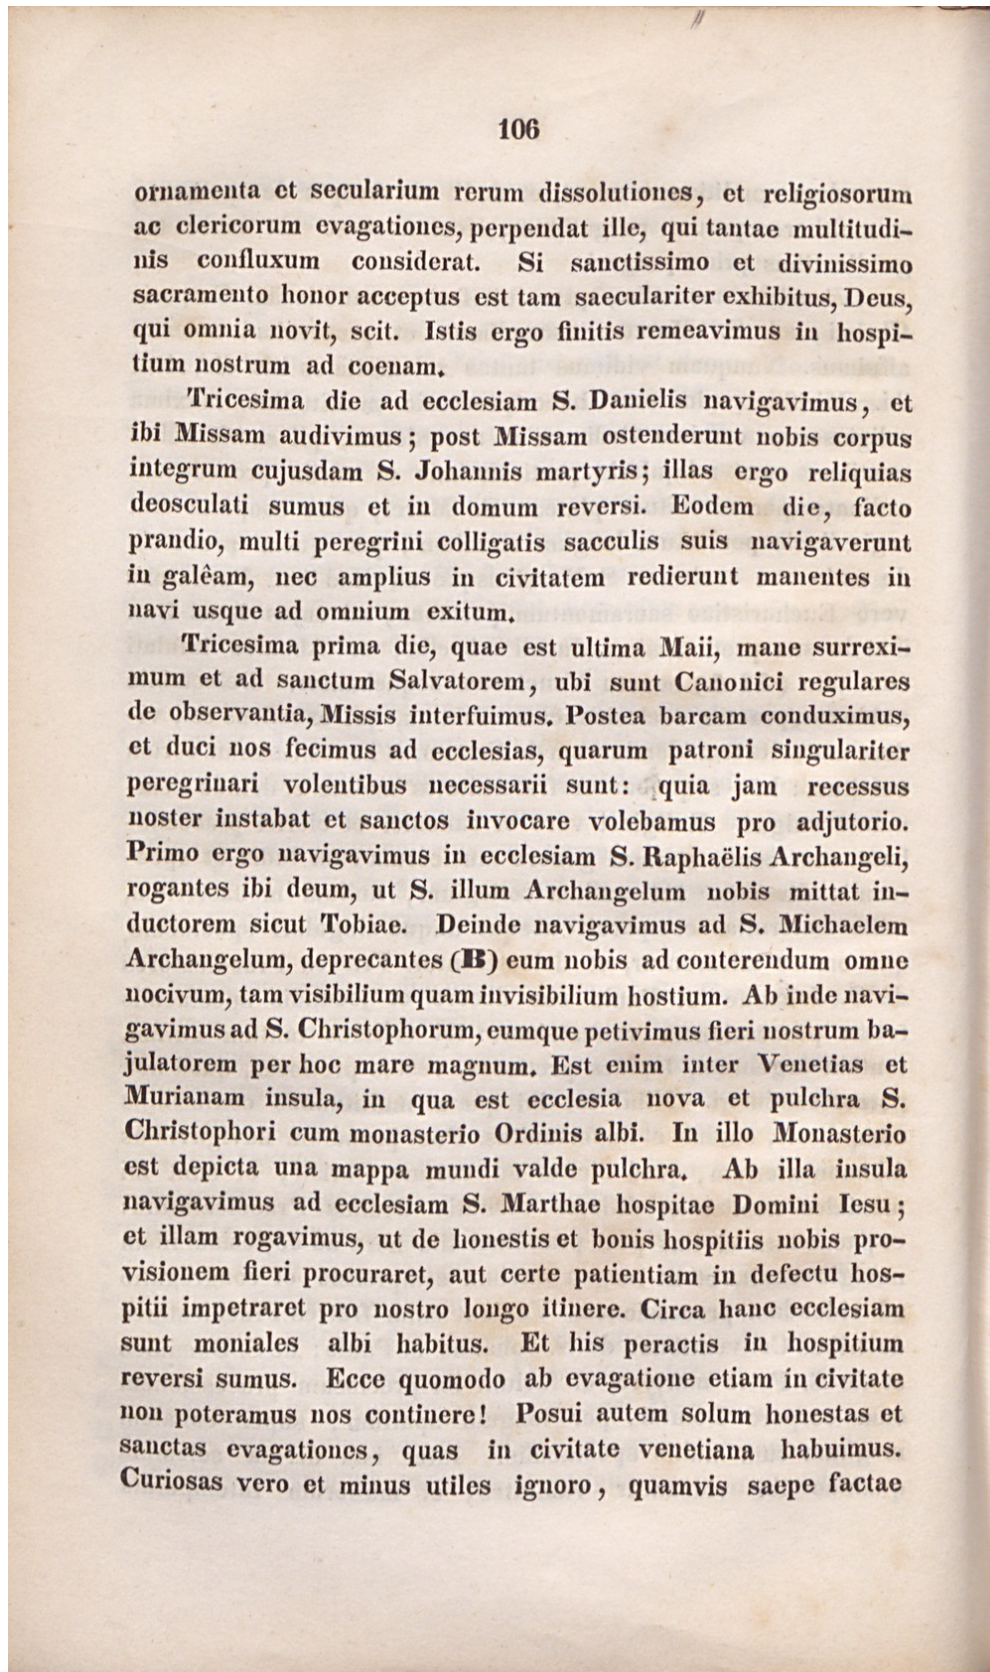 106
ornamenta et secularium rerum dissolutiones, et religiosorum
ac clericorum evagationes, perpendat ille, qui tantae multitudi-
nis confluxum considerat. Si sanctissimo et divinissimo
sacramento honor acceptus est tam saeculariter exhibitus, Deus,
qui omnia novit, scit. Istis ergo finitis remeavimus in hospi-
tium nostrum ad coenam.
Tricesima die ad ecclesiam S. Danielis navigavimus, et
ibi Missam audivimus; post Missam ostenderunt nobis corpus
integrum cujusdam S. Johannis martyris; illas ergo reliquias
deosculati sumus et in domum reversi. Eodem die, facto
prandio, multi peregrini colligatis sacculis suis navigaverunt
in galêam, nec amplius in civitatem redierunt manentes in
navi usque ad omnium exitum.
Tricesima prima die, quae est ultima Maii, mane surrexi-
mum et ad sanctum Salvatorem, ubi sunt Canonici regulares
de observantia, Missis interfuimus. Postea barcam conduximus,
et duci nos fecimus ad ecclesias, quarum patroni singulariter
peregrinari volentibus necessarii sunt: quia jam recessus
noster instabat et sanctos invocare volebamus pro adjutorio.
Primo ergo navigavimus in ecclesiam S. Raphaëlis Archangeli,
rogantes ibi deum, ut S. illum Archangelum nobis mittat in-
ductorem sicut Tobiae. Deinde navigavimus ad S. Michaelem
Archangelum, deprecantes (B) eum nobis ad conterendum omne
nocivum, tam visibilium quam invisibilium hostium. Ab inde navi-
gavimus ad S. Christophorum, eumque petivimus fieri nostrum ba-
julatorem per hoc mare magnum. Est enim inter Venetias et
Murianam insula, in qua est ecclesia nova et pulchra S.
Christophori cum monasterio Ordinis albi. In illo Monasterio
est depicta una mappa mundi valde pulchra. Ab illa insula
navigavimus ad ecclesiam S. Marthae hospitae Domini Iesu;
et illam rogavimus, ut de honestis et bonis hospitiis nobis pro-
visionem fieri procuraret, aut certe patientiam in defectu hos-
pitii impetraret pro nostro longo itinere. Circa hanc ecclesiam
sunt moniales albi habitus. Et his peractis in hospitium
reversi sumus. Ecce quomodo ab evagatione etiam in civitate
non poteramus nos continere! Posui autem solum honestas et
sanctas evagationes, quas in civitate venetiana habuimus.
Curiosas vero et minus utiles ignoro, quamvis saepe factae